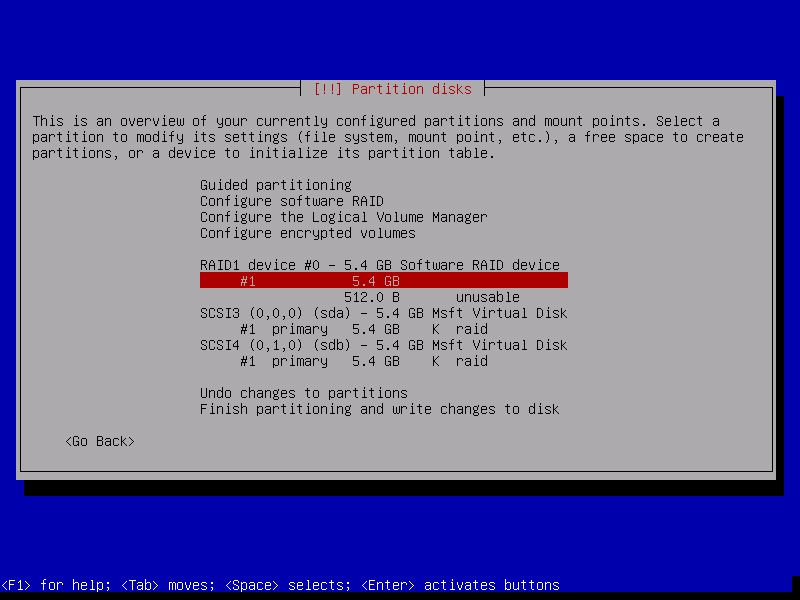 [!!] Partition disks
This is an overview of your currently configured partitions and mount points. Select a
partition to modify its settings (file system, mount point, etc.), a free space to create
partitions, or a device to initialize its partition table.
Guided partitioning
Configure software RAID
Configure the Logical Volume Manager
Configure encrypted volumes
RAID1 device #0 - 5.4 GB Software RAID device
#1 5.4 GB
512.0 B unusable
SCSI3 (0,0,0) (sda) - 5.4 GB Msft Virtual Disk
#1 primary 5.4 GB K raid
SCSI4 (0,1,0) (sdb) - 5.4 GB Msft Virtual Disk
#1 primary 5.4 GB K raid
Undo changes to partitions
Finish partitioning and write changes to disk
<Go Back>
<F1> for help; <Tab> moves; <Space> selects; <Enter> activates buttons